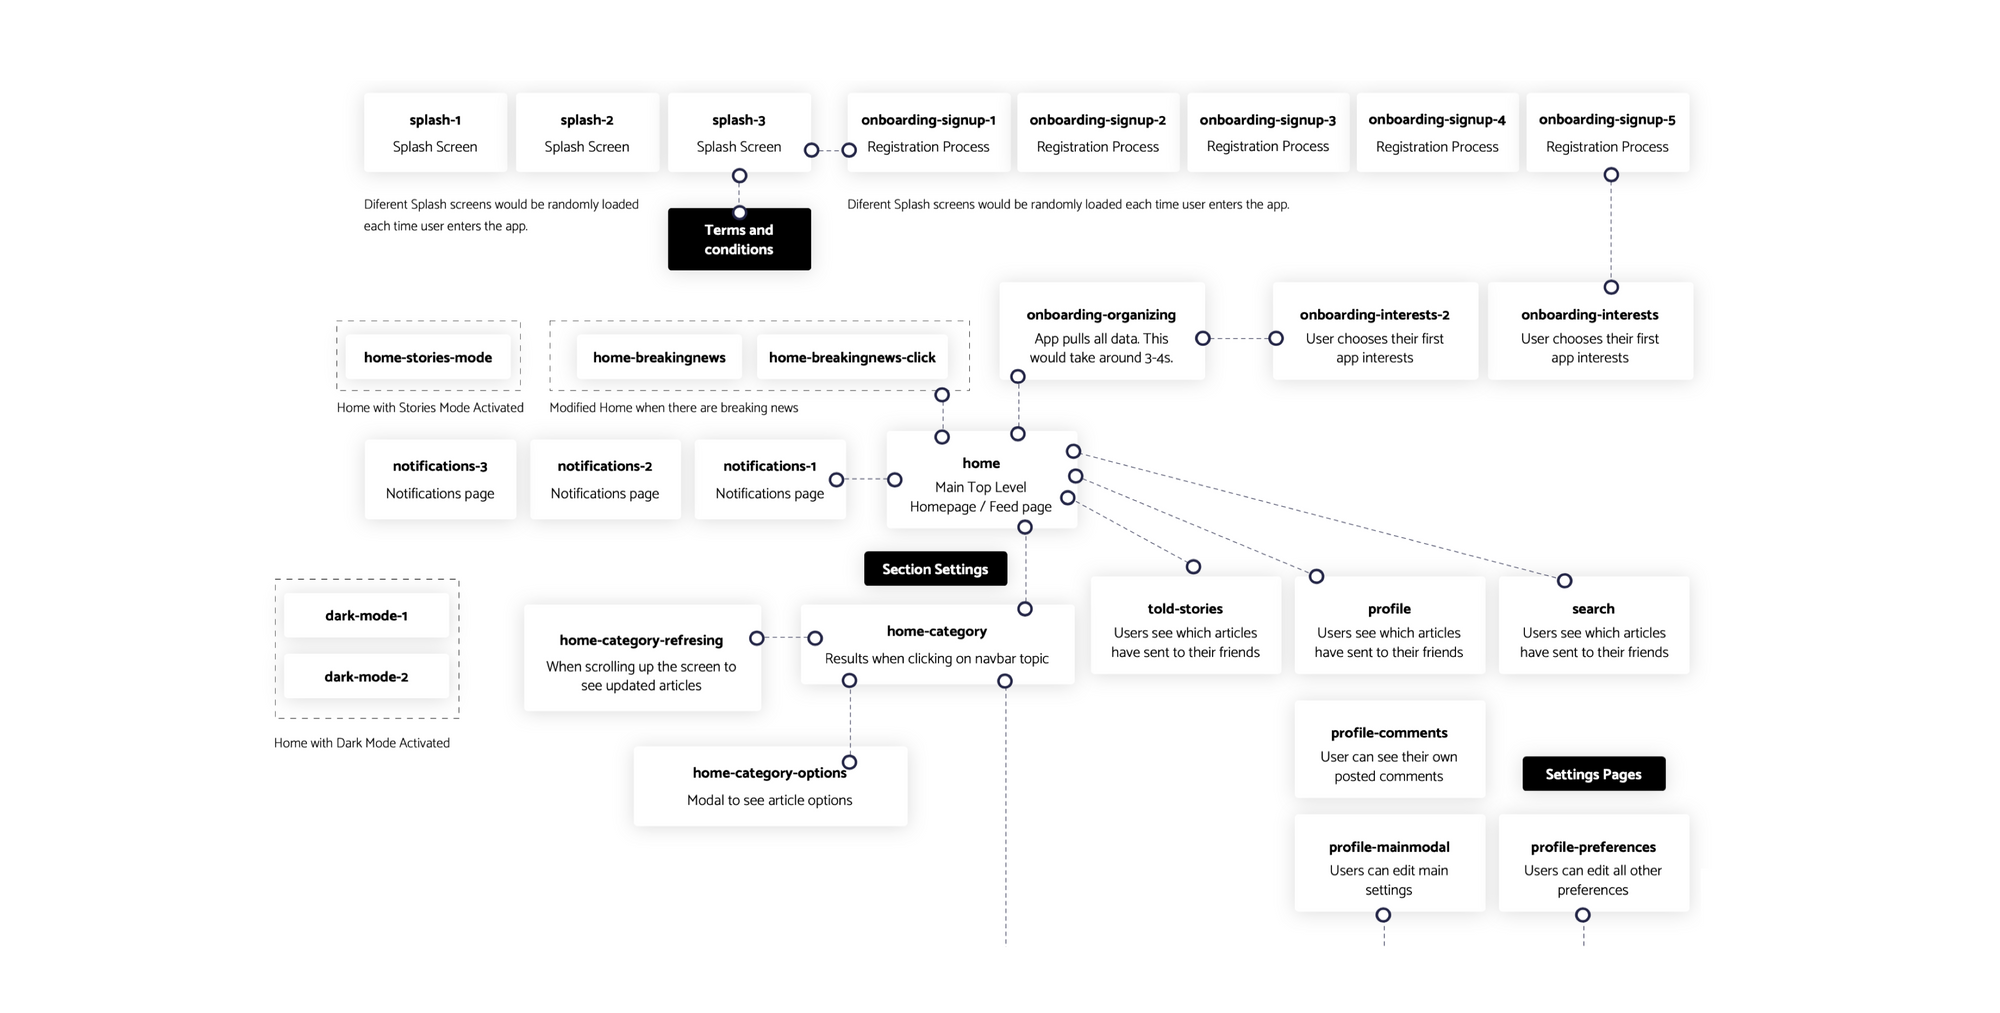 splash-1
Splash Screen
splash-2
Splash Screen
splash-3
Splash Screen
onboarding-signup-1
Registration Process
onboarding-signup-2
Registration Process
onboarding-signup-3
Registration Process
onboarding-signup-4
Registration Process
onboarding-signup-5
Registration Process
Diferent Splash screens would be randomly loaded
each time user enters the app.
Terms and
conditions
Diferent Splash screens would be randomly loaded each time user enters the app.
onboarding-organizing
App pulls all data. This
would take around 3-4s.
onboarding-interests-2
User chooses their first
app interests
onboarding-interests
User chooses their first
app interests
home-stories-mode
Home with Stories Mode Activated
home-breakingnews
home-breakingnews-click
Modified Home when there are breaking news
notifications-3
Notifications page
notifications-2
Notifications page
notifications-1
Notifications page
home
Main Top Level
Homepage / Feed page
Section Settings
dark-mode-1
dark-mode-2
Home with Dark Mode Activated
home-category-refresing
When scrolling up the screen to
see updated articles
home-category
Results when clicking on navbar topic
told-stories
Users see which articles
have sent to their friends
profile
Users see which articles
have sent to their friends
search
Users see which articles
have sent to their friends
home-category-options
Modal to see article options
profile-comments
User can see their own
posted comments
Settings Pages
profile-mainmodal
Users can edit main
settings
profile-preferences
Users can edit all other
preferences